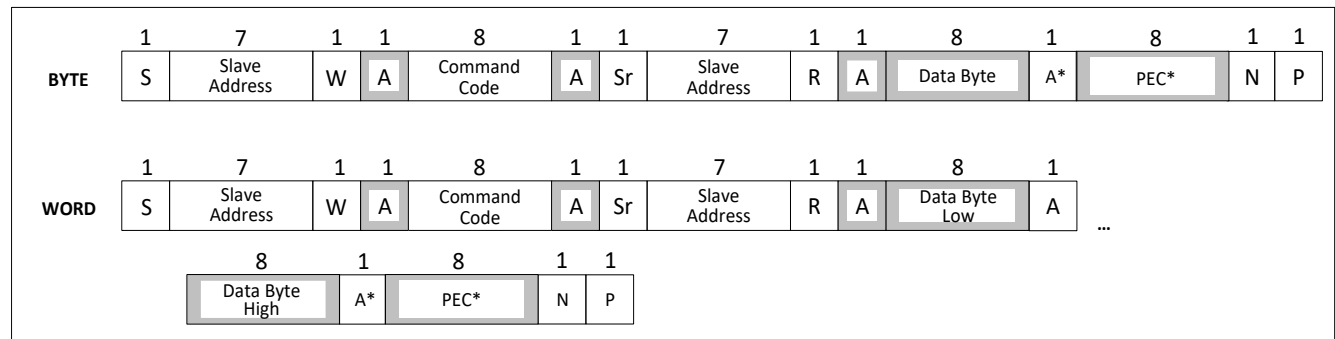 1 7 1 1 8 1 1 7 1 1 8 1 8 1 1
BYTE S Slave Address W A Command Code A Sr Slave Address R A Data Byte A* PEC* N P
1 7 1 1 8 1 1 7 1 1 8 1
WORD S Slave Address W A Command Code A Sr Slave Address R A Data Byte Low A ...
8 1 8 1 1
Data Byte High A* PEC* N P